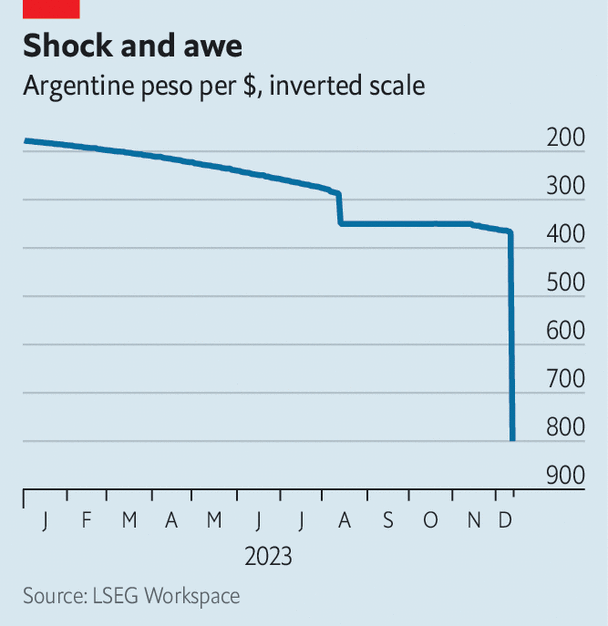 Shock and awe
Argentine peso per $, inverted scale
200
300
400
500
600
700
800
900
J F M A M J J A S O N D
2023
Source: LSEG Workspace